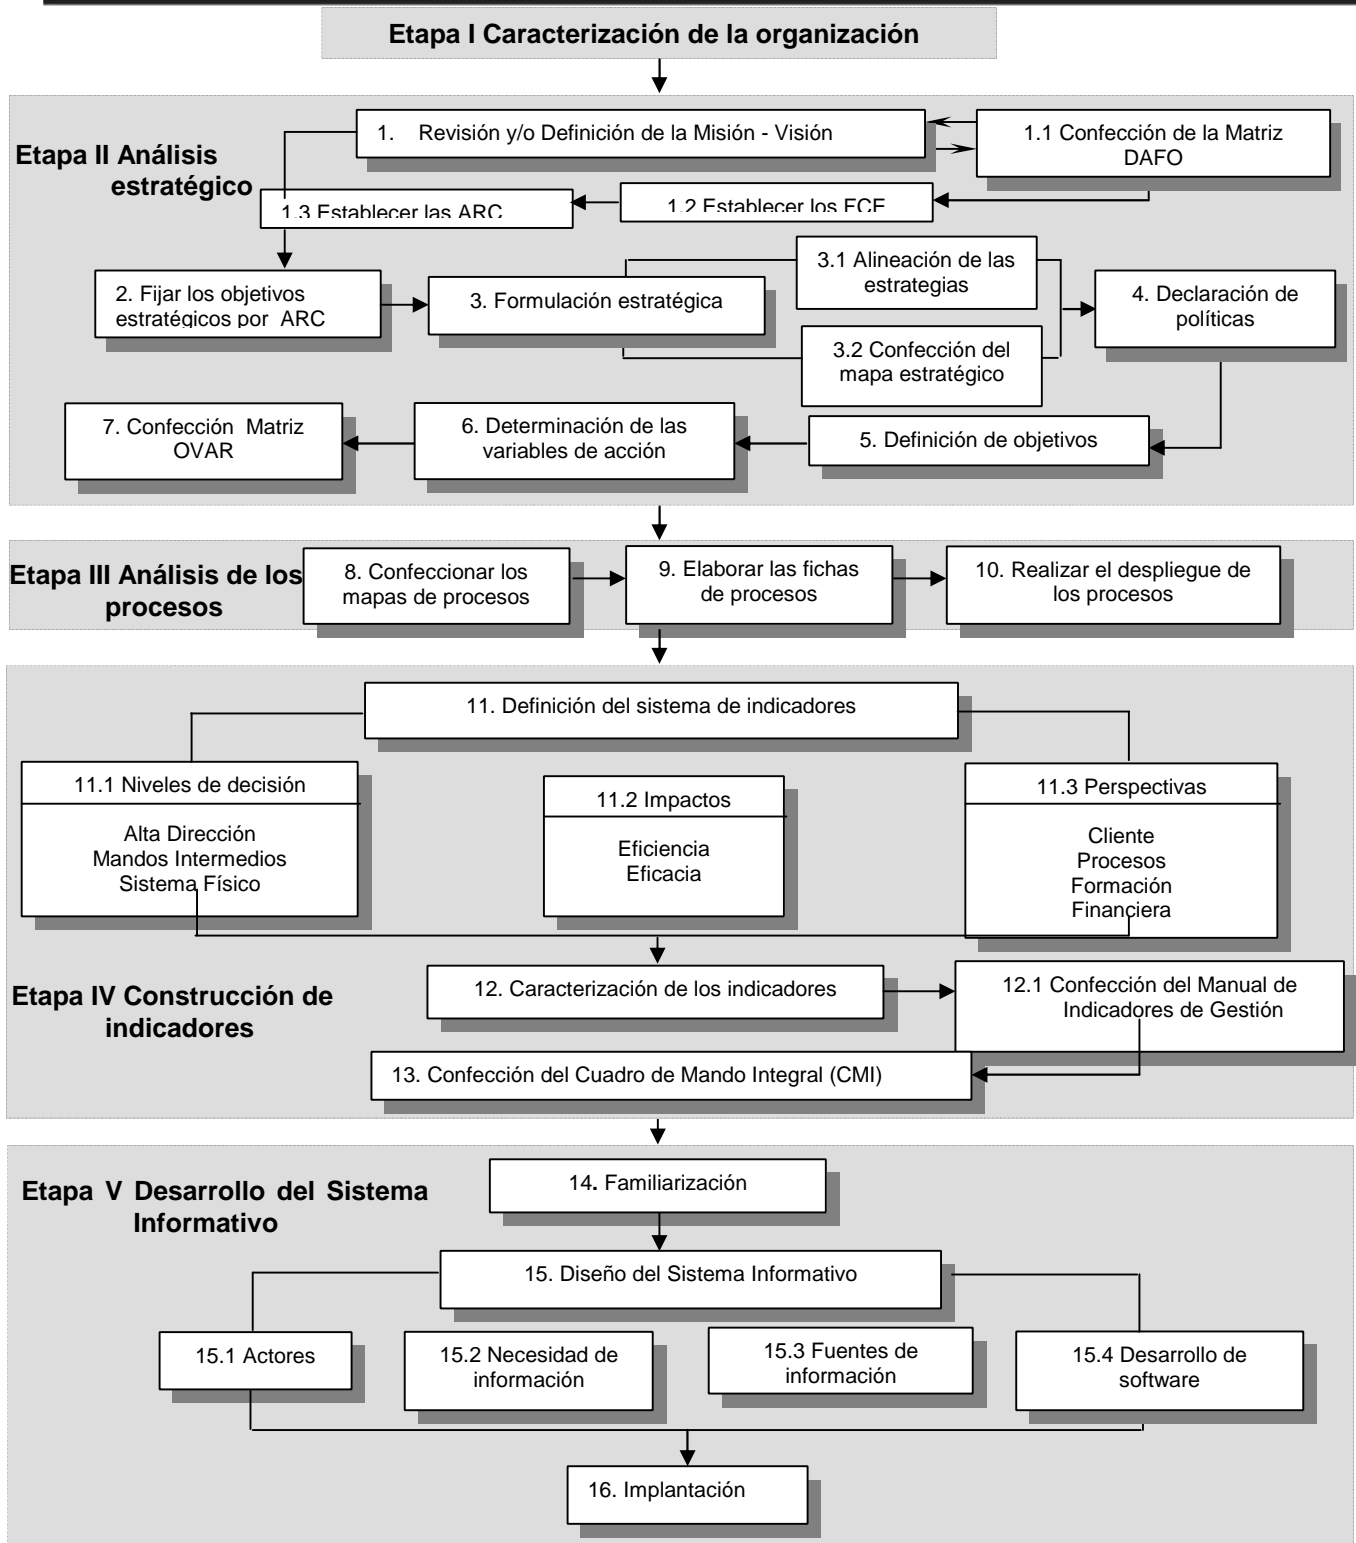 Etapa I Caracterización de la organización
1. Revisión y/o Definición de la Misión - Visión
1.1 Confección de la Matriz
DAFO
Etapa II Análisis
estratégico
1.3 Establecer las ARC
1.2 Establecer los FCE
2. Fijar los objetivos
estratégicos por ARC
3. Formulación estratégica
3.1 Alineación de las
estrategias
3.2 Confección del
mapa estratégico
4. Declaración de
políticas
7. Confección Matriz
OVAR
6. Determinación de las
variables de acción
5. Definición de objetivos
Etapa III Análisis de los
procesos
8. Confeccionar los
mapas de procesos
9. Elaborar las fichas
de procesos
10. Realizar el despliegue de
los procesos
11. Definición del sistema de indicadores
11.1 Niveles de decisión
Alta Dirección
Mandos Intermedios
Sistema Físico
11.2 Impactos
Eficiencia
Eficacia
11.3 Perspectivas
Cliente
Procesos
Formación
Financiera
Etapa IV Construcción de
indicadores
12. Caracterización de los indicadores
12.1 Confección del Manual de
Indicadores de Gestión
13. Confección del Cuadro de Mando Integral (CMI)
Etapa V Desarrollo del Sistema
Informativo
14. Familiarización
15. Diseño del Sistema Informativo
15.1 Actores
15.2 Necesidad de
información
15.3 Fuentes de
información
15.4 Desarrollo de
software
16. Implantación